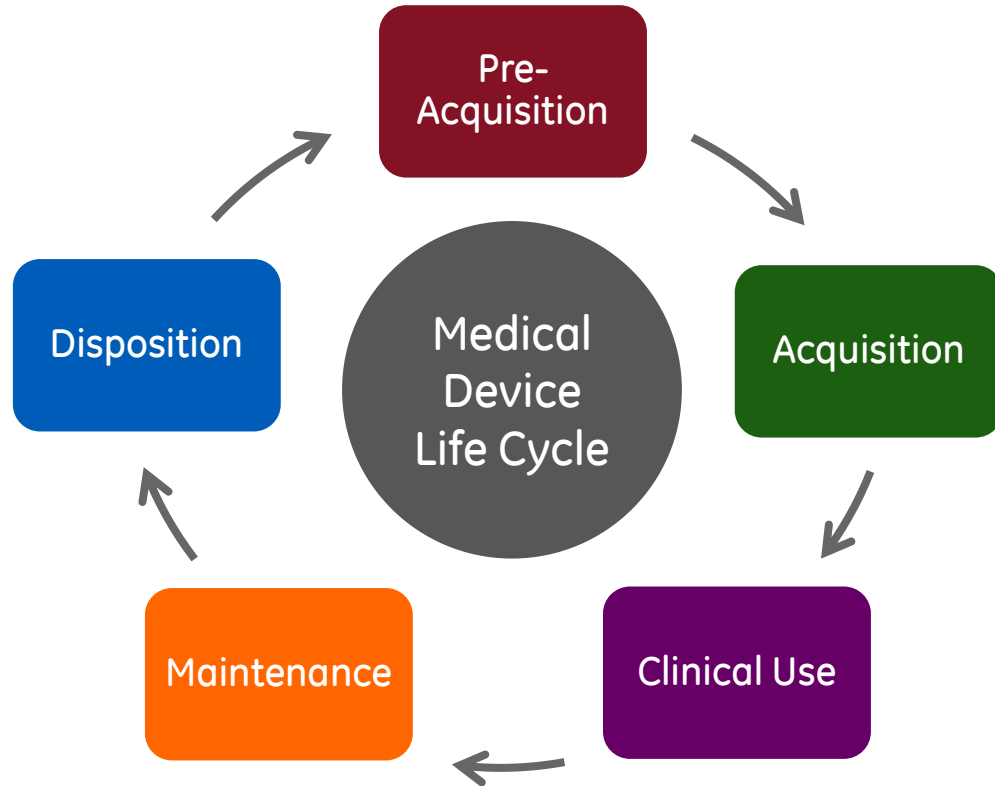 Pre-
Acquisition
Medical
Device
Life Cycle
Disposition
Acquisition
Maintenance
Clinical Use